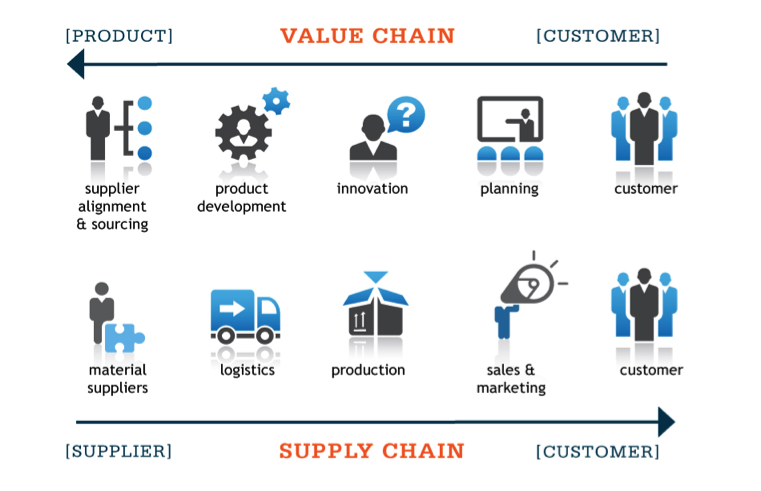 [PRODUCT] VALUE CHAIN [CUSTOMER]
?
supplier
alignment
& sourcing
product
development
innovation
planning
customer
material
suppliers
logistics
production
sales &
marketing
customer
[SUPPLIER] SUPPLY CHAIN [CUSTOMER]